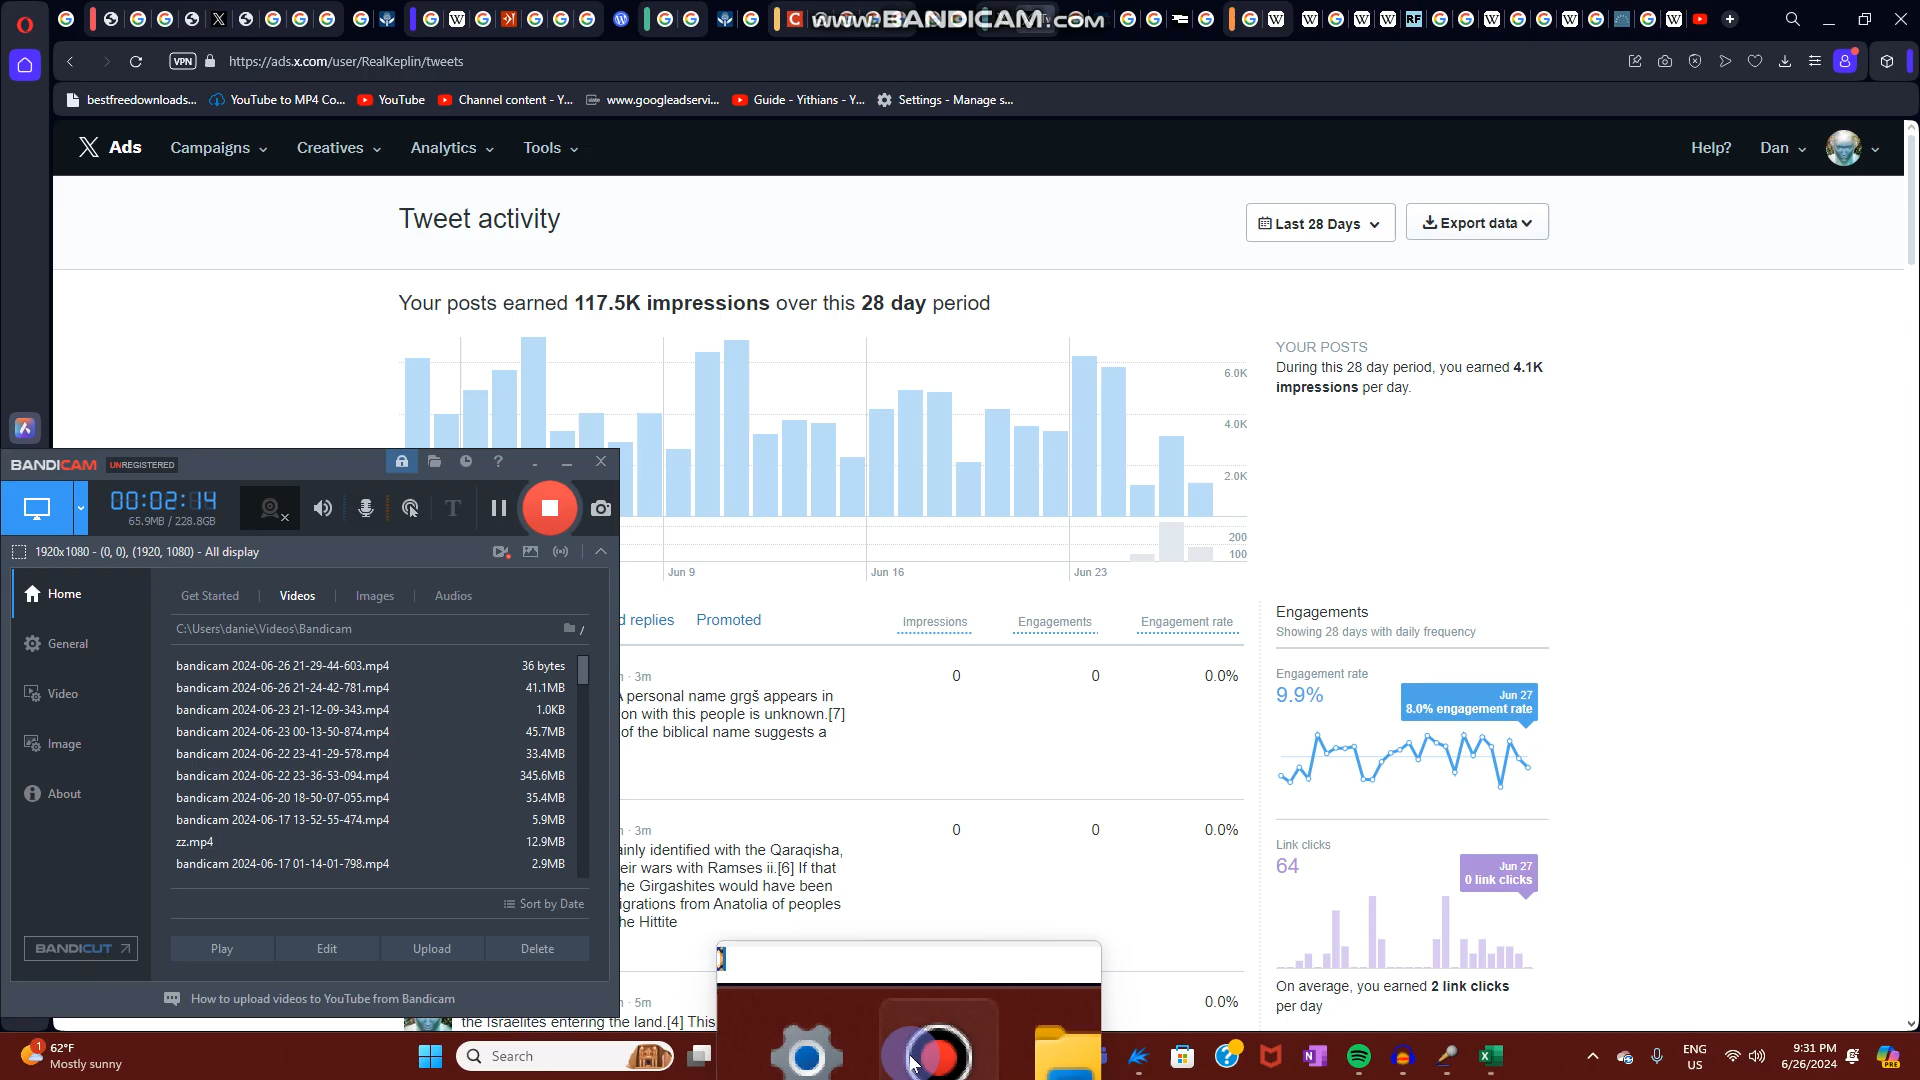 www.BANDICAM.com
VPN
https://ads.x.com/user/RealKeplin/tweets
bestfreedownloads...
YouTube to MP4 Co...
YouTube
Channel content - Y...
www.googleadservi...
Guide - Yithians - Y...
Settings - Manage s...
X Ads
Campaigns
Creatives
Analytics
Tools
Help?
Dan
Tweet activity
Last 28 Days
Export data
Your posts earned 117.5K impressions over this 28 day period
6.0K
4.0K
2.0K
200
100
Jun 9
Jun 16
Jun 23
YOUR POSTS
During this 28 day period, you earned 4.1K
impressions per day.
BANDICAM UNREGISTERED
00:02:14
65.9MB / 228.8GB
1920x1080 - (0, 0), (1920, 1080) - All display
Home
General
Video
Image
About
BANDICUT
Get Started
Videos
Images
Audios
C:\Users\danie\Videos\Bandicam
bandicam 2024-06-26 21-29-44-603.mp4 36 bytes
bandicam 2024-06-26 21-24-42-781.mp4 41.1MB
bandicam 2024-06-23 21-12-09-343.mp4 1.0KB
bandicam 2024-06-23 00-13-50-874.mp4 45.7MB
bandicam 2024-06-22 23-41-29-578.mp4 33.4MB
bandicam 2024-06-22 23-36-53-094.mp4 345.6MB
bandicam 2024-06-20 18-50-07-055.mp4 35.4MB
bandicam 2024-06-17 13-52-55-474.mp4 5.9MB
zz.mp4 12.9MB
bandicam 2024-06-17 01-14-01-798.mp4 2.9MB
Sort by Date
Play
Edit
Upload
Delete
How to upload videos to YouTube from Bandicam
d replies
Promoted
Impressions
Engagements
Engagement rate
· 3m
A personal name grgš appears in
on with this people is unknown.[7]
of the biblical name suggests a
0 0 0.0%
· 3m
ainly identified with the Qaraqisha,
eir wars with Ramses ii.[6] If that
he Girgashites would have been
igrations from Anatolia of peoples
he Hittite
0 0 0.0%
· 5m
the Israelites entering the land.[4] This
0.0%
Engagements
Showing 28 days with daily frequency
Engagement rate
9.9%
Jun 27
8.0% engagement rate
Link clicks
64
Jun 27
0 link clicks
On average, you earned 2 link clicks
per day
1
62°F
Mostly sunny
Search
ENG
US
9:31 PM
6/26/2024